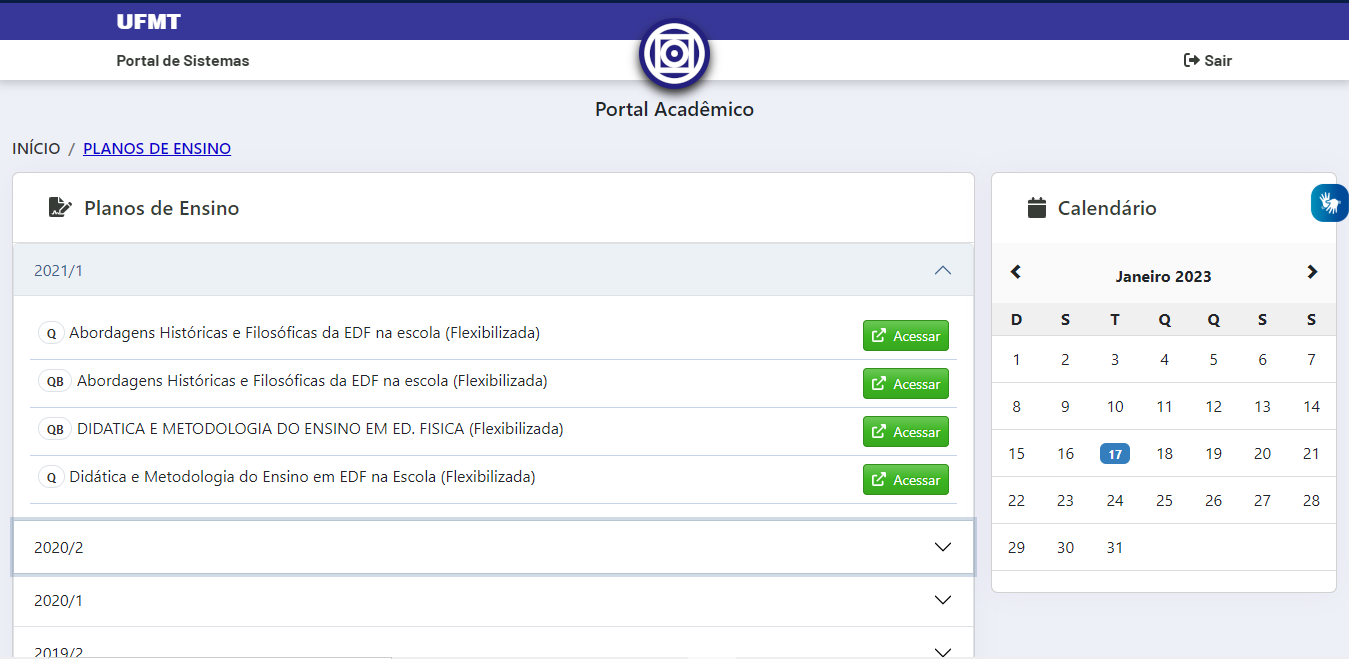 UFMT
Portal de Sistemas
Sair
Portal Acadêmico
INÍCIO / PLANOS DE ENSINO
Planos de Ensino
2021/1
Q Abordagens Históricas e Filosóficas da EDF na escola (Flexibilizada) Acessar
QB Abordagens Históricas e Filosóficas da EDF na escola (Flexibilizada) Acessar
QB DIDATICA E METODOLOGIA DO ENSINO EM ED. FISICA (Flexibilizada) Acessar
Q Didática e Metodologia do Ensino em EDF na Escola (Flexibilizada) Acessar
2020/2
2020/1
2019/2
Calendário
Janeiro 2023
D S T Q Q S S
1 2 3 4 5 6 7
8 9 10 11 12 13 14
15 16 17 18 19 20 21
22 23 24 25 26 27 28
29 30 31